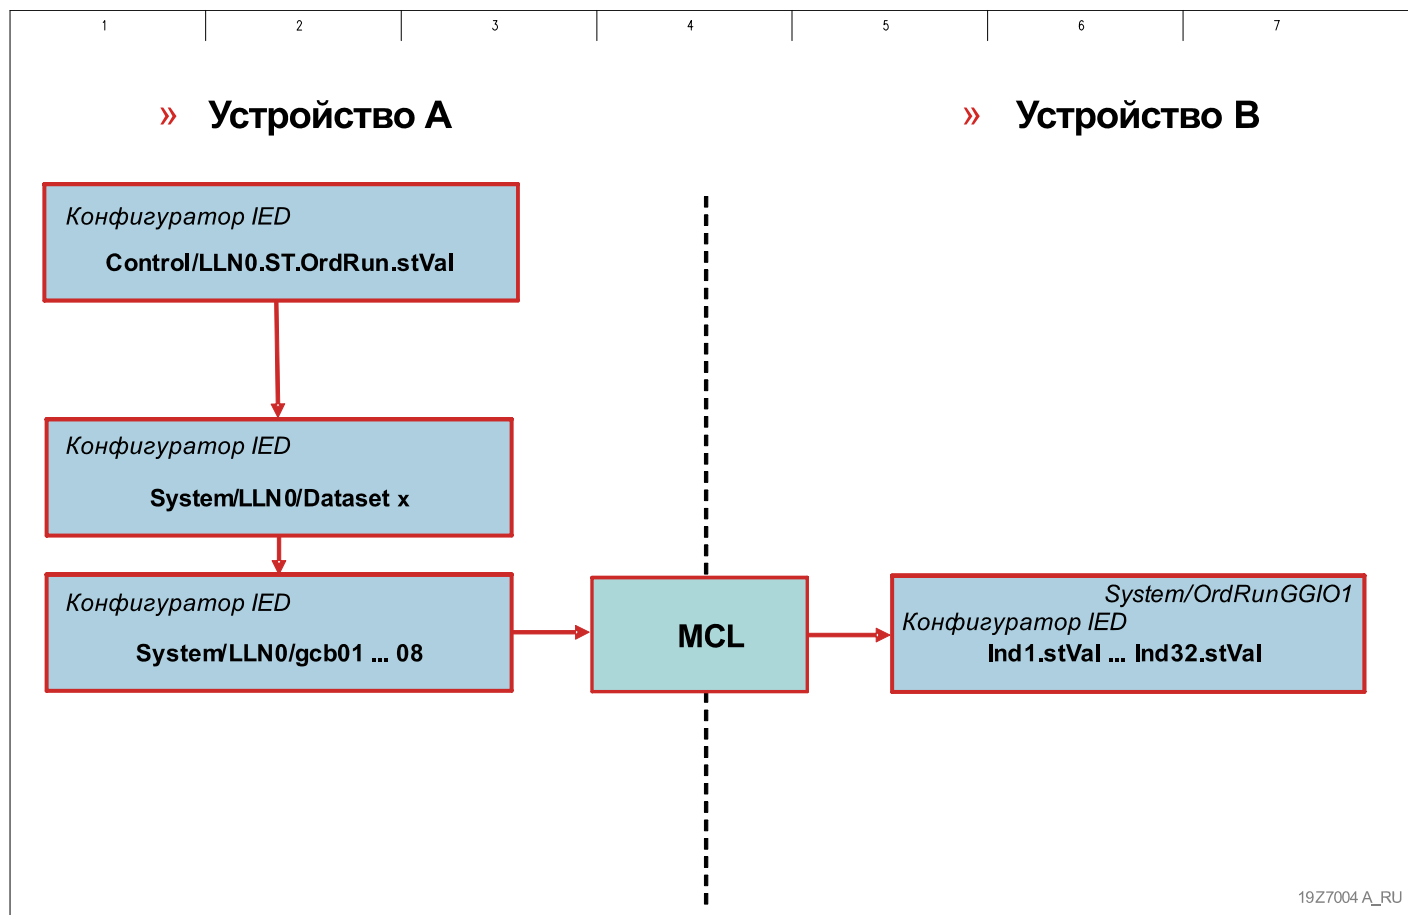 1 2 3 4 5 6 7
» Устройство A
» Устройство B
Конфигуратор IED
Control/LLN0.ST.OrdRun.stVal
Конфигуратор IED
System/LLN0/Dataset x
Конфигуратор IED
System/LLN0/gcb01 ... 08
MCL
System/OrdRunGGIO1
Конфигуратор IED
Ind1.stVal ... Ind32.stVal
19Z7004 A_RU